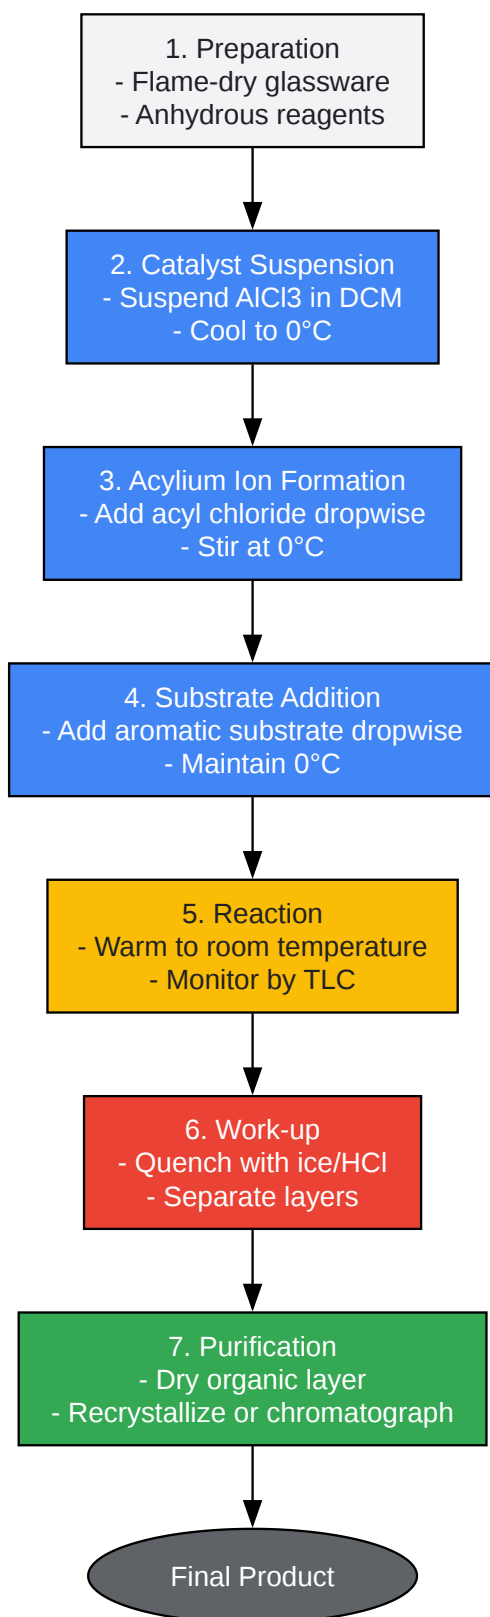 1. Preparation
- Flame-dry glassware
- Anhydrous reagents
2. Catalyst Suspension
- Suspend AlCl3 in DCM
- Cool to 0°C
3. Acylium Ion Formation
- Add acyl chloride dropwise
- Stir at 0°C
4. Substrate Addition
- Add aromatic substrate dropwise
- Maintain 0°C
5. Reaction
- Warm to room temperature
- Monitor by TLC
6. Work-up
- Quench with ice/HCl
- Separate layers
7. Purification
- Dry organic layer
- Recrystallize or chromatograph
Final Product